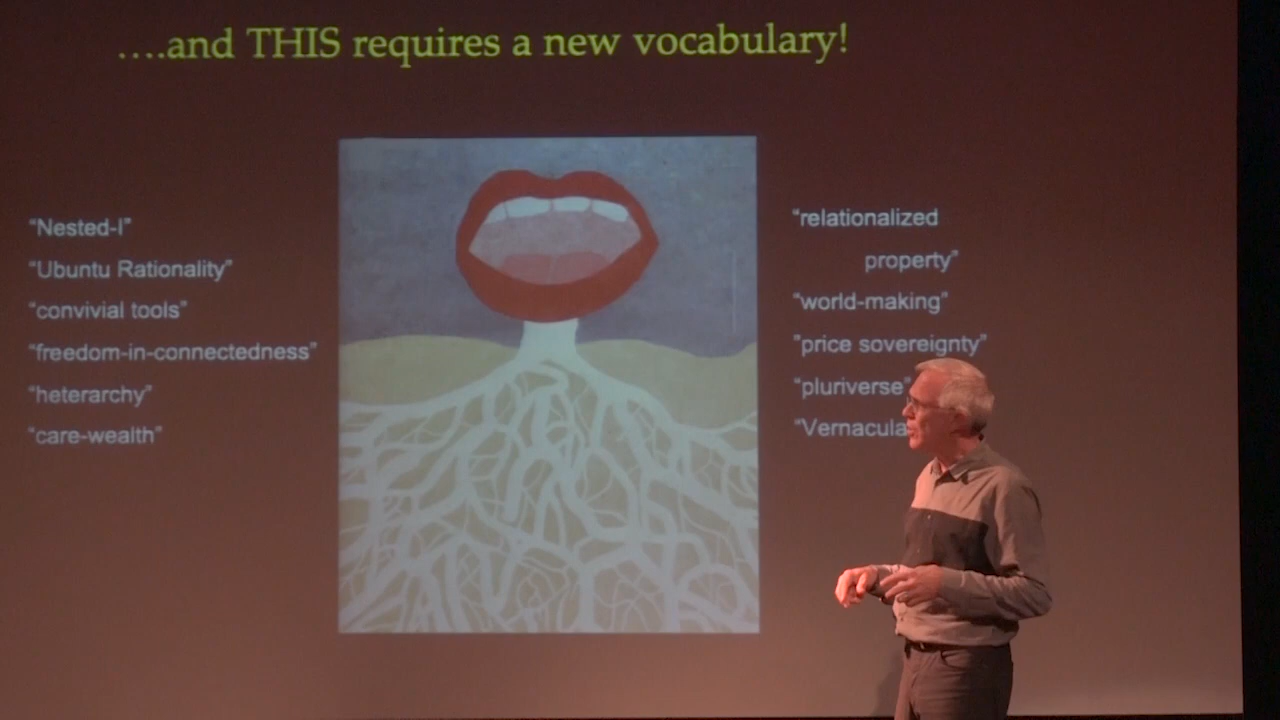 ….and THIS requires a new vocabulary!
“Nested-I”
“Ubuntu Rationality”
“convivial tools”
“freedom-in-connectedness”
“heterarchy”
“care-wealth”
“relationalized
property”
“world-making”
“price sovereignty”
“pluriverse”